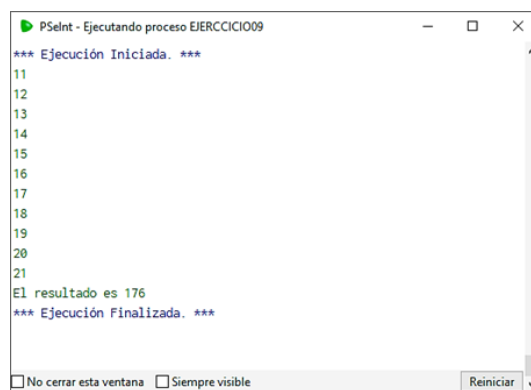 PSeInt - Ejecutando proceso EJERCCICIO09
*** Ejecución Iniciada. ***
11
12
13
14
15
16
17
18
19
20
21
El resultado es 176
*** Ejecución Finalizada. ***
No cerrar esta ventana Siempre visible Reiniciar